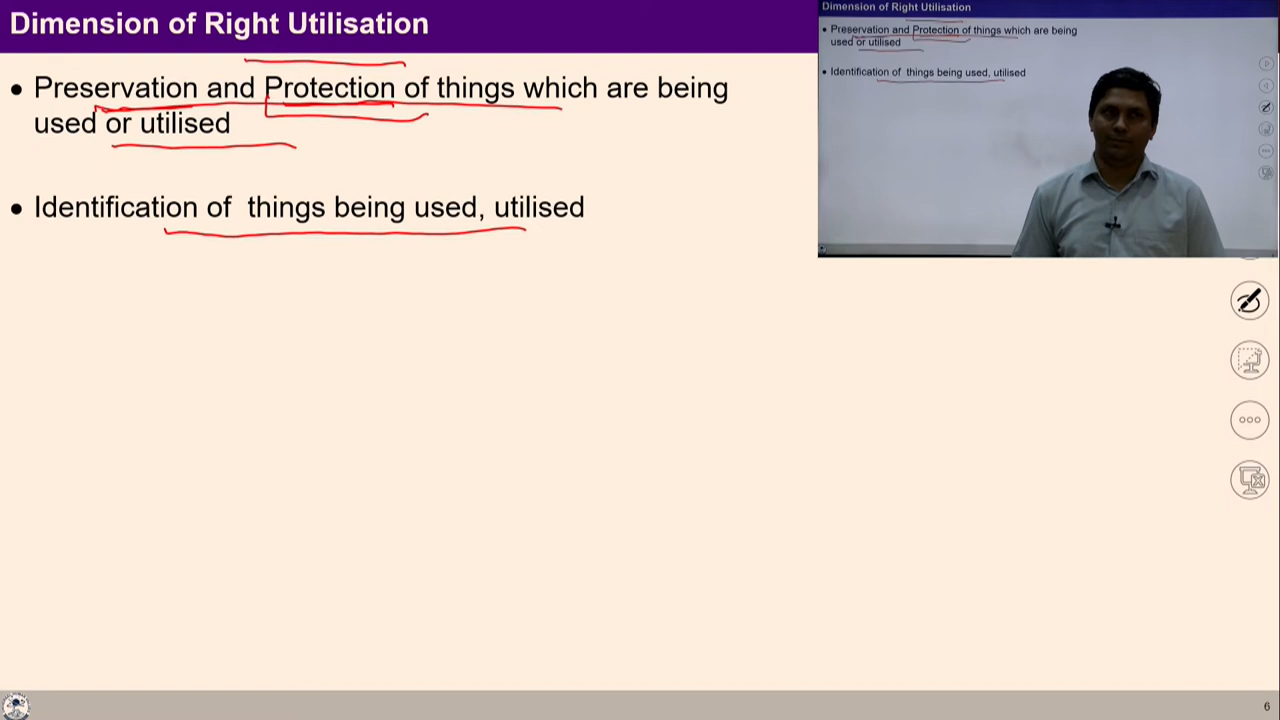 Dimension of Right Utilisation
● Preservation and Protection of things which are being
used or utilised
● Identification of  things being used, utilised
Dimension of Right Utilisation
● Preservation and Protection of things which are being
used or utilised
● Identification of  things being used, utilised
6